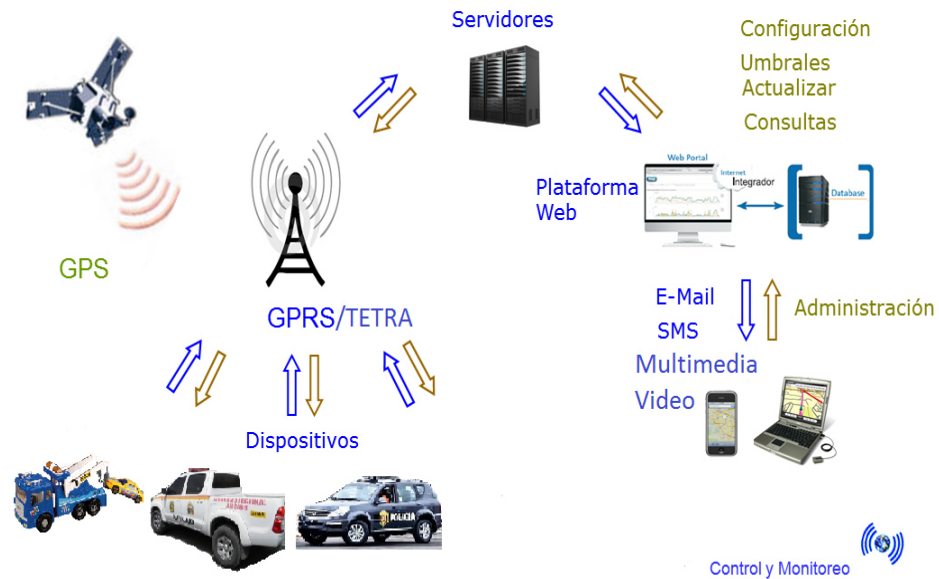 Servidores
Configuración
Umbrales
Actualizar
Consultas
Web Portal
Internet
Integrador
Database
Plataforma
Web
GPS
GPRS/TETRA
E-Mail
SMS
Multimedia
Video
Administración
Dispositivos
POLICIA
Control y Monitoreo